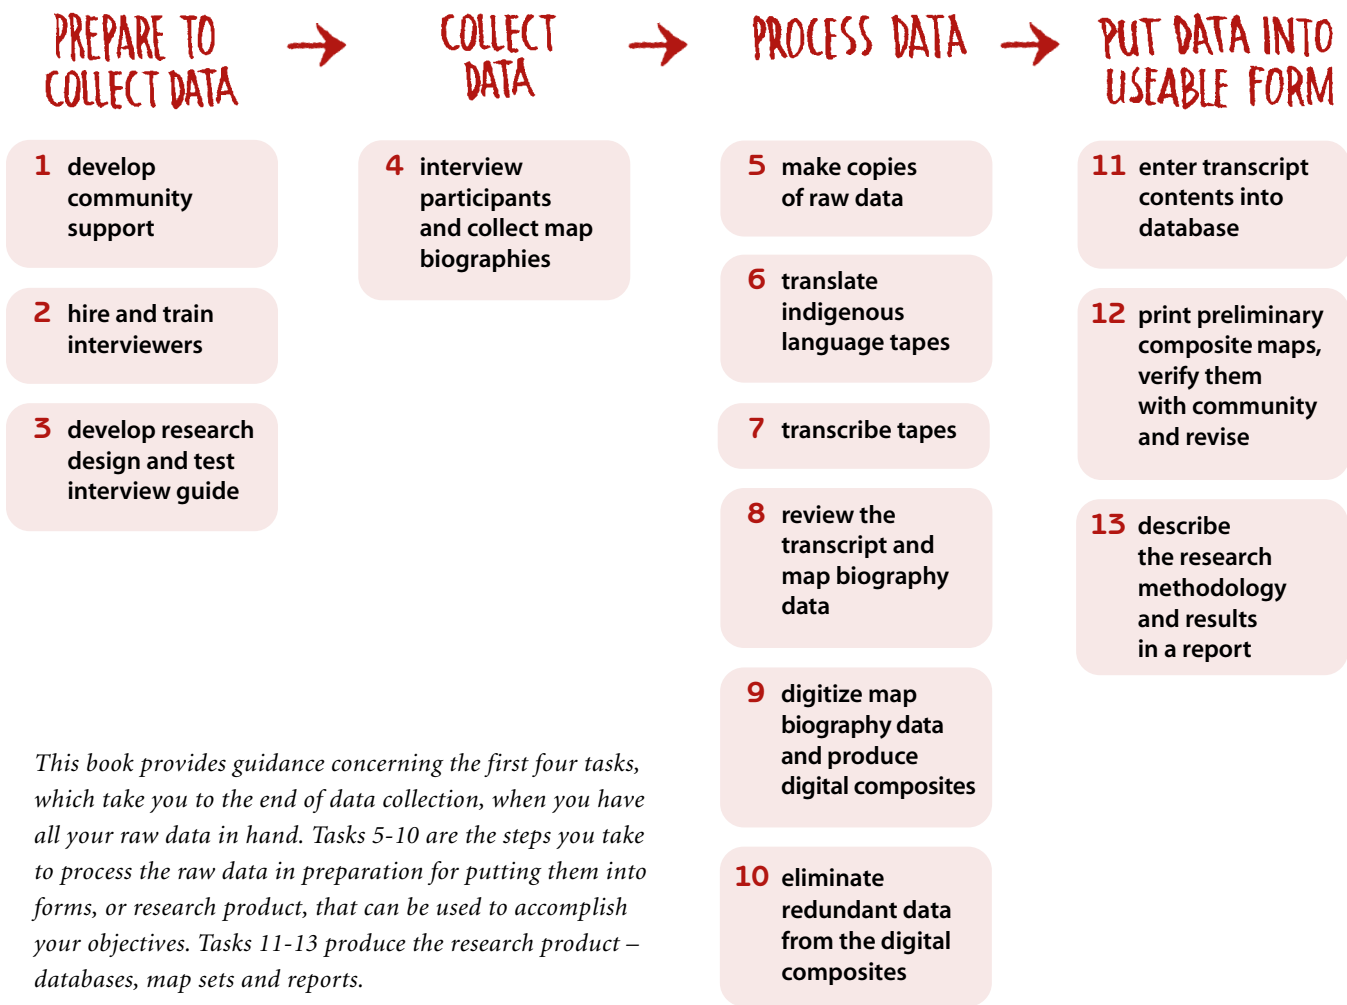 PREPARE TO
COLLECT DATA
COLLECT
DATA
PROCESS DATA
PUT DATA INTO
USEABLE FORM
1 develop
community
support
2 hire and train
interviewers
3 develop research
design and test
interview guide
4 interview
participants
and collect map
biographies
5 make copies
of raw data
6 translate
indigenous
language tapes
7 transcribe tapes
8 review the
transcript and
map biography
data
9 digitize map
biography data
and produce
digital composites
10 eliminate
redundant data
from the digital
composites
11 enter transcript
contents into
database
12 print preliminary
composite maps,
verify them
with community
and revise
13 describe
the research
methodology
and results
in a report
This book provides guidance concerning the first four tasks,
which take you to the end of data collection, when you have
all your raw data in hand. Tasks 5-10 are the steps you take
to process the raw data in preparation for putting them into
forms, or research product, that can be used to accomplish
your objectives. Tasks 11-13 produce the research product –
databases, map sets and reports.